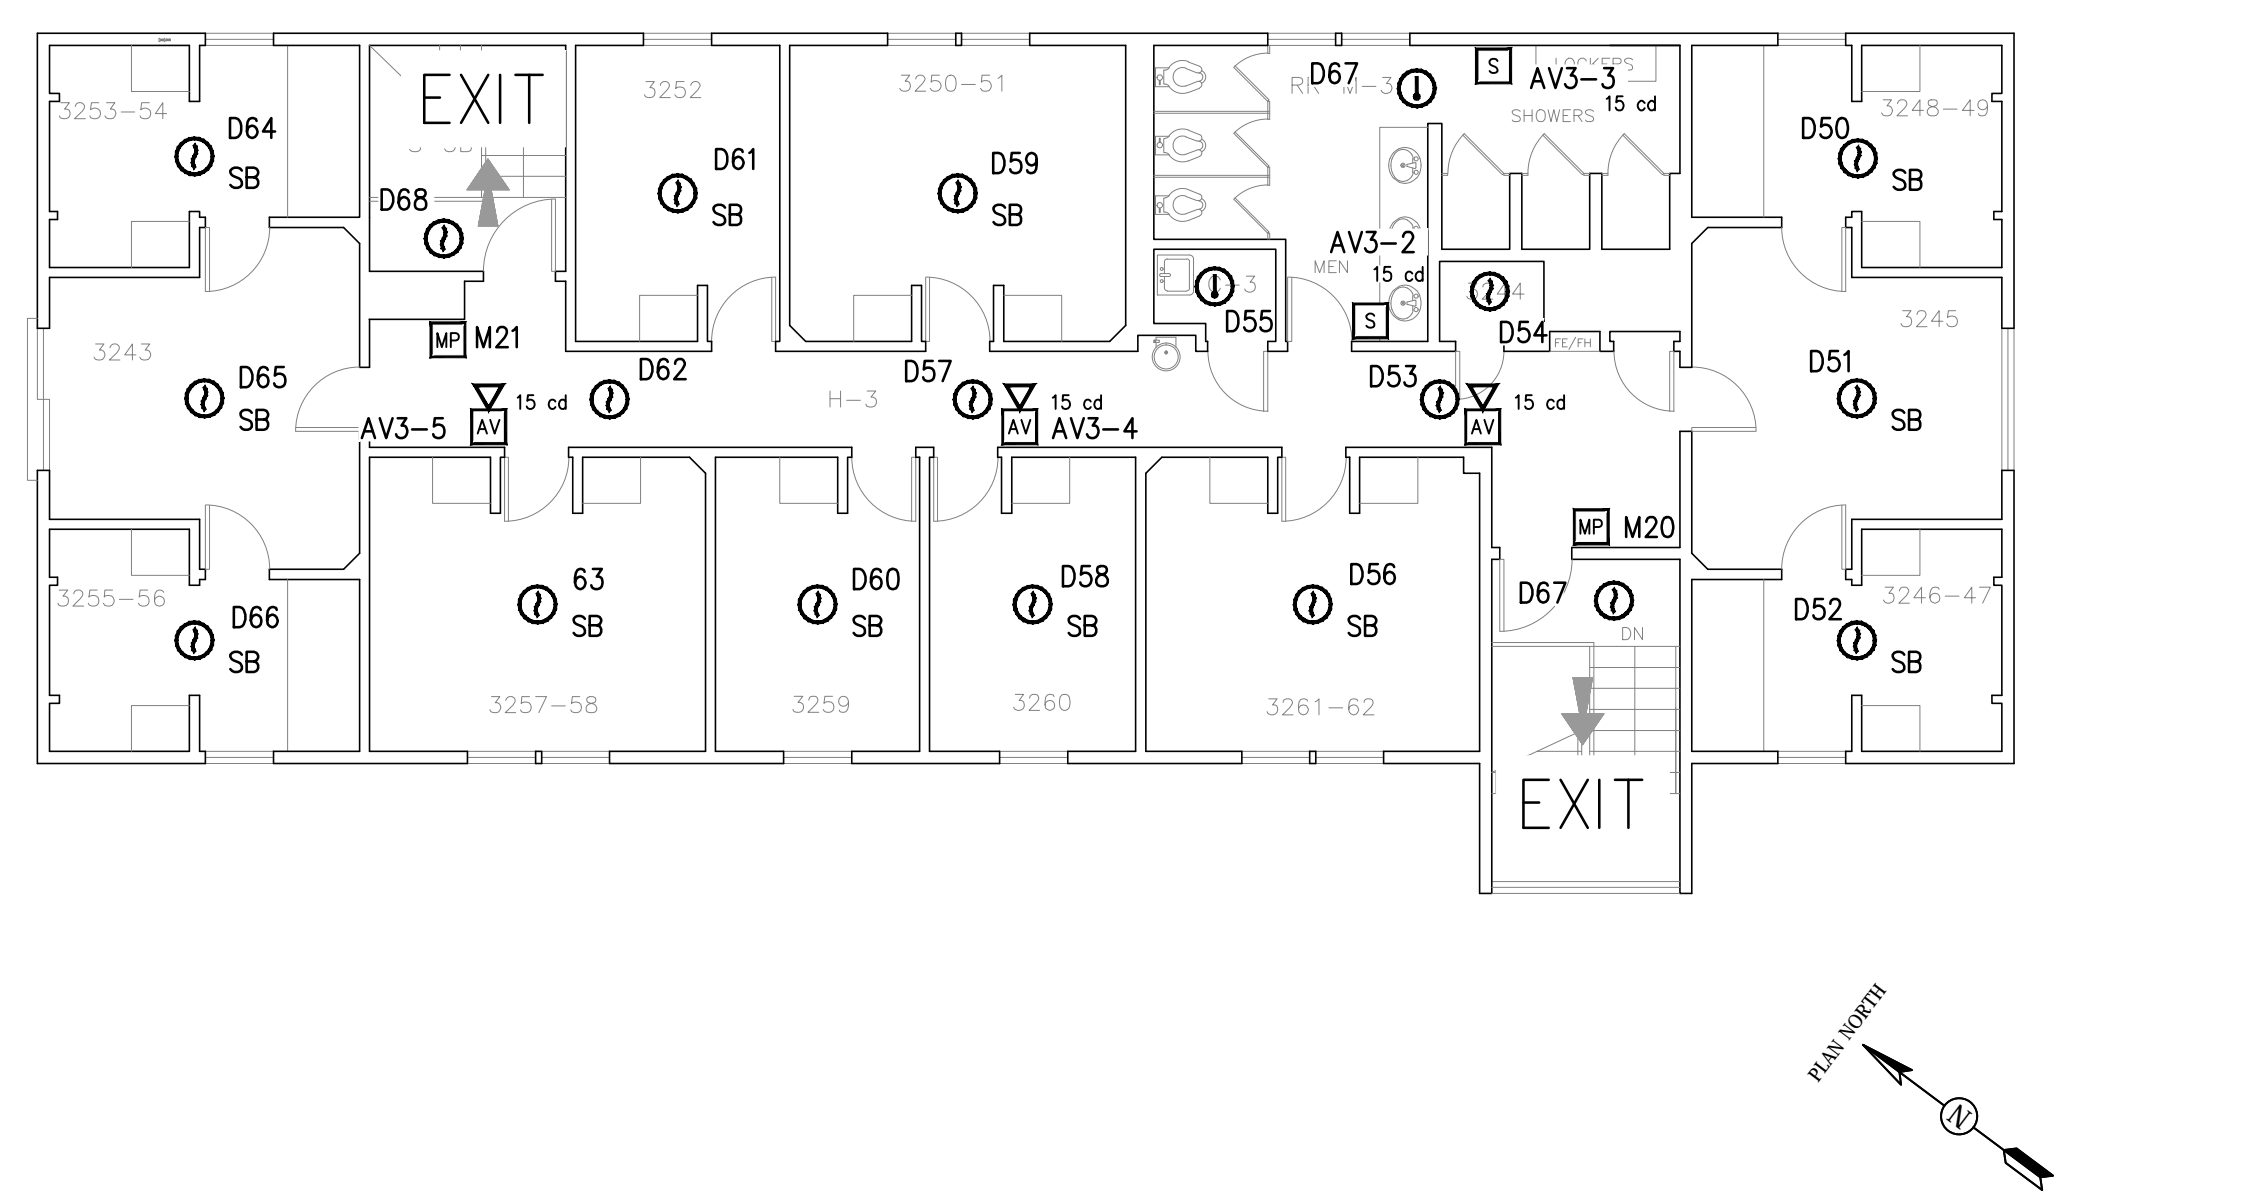 3253-54
D64
SB
EXIT
D68
3252
D61
SB
3250-51
D59
SB
D67
S
AV3-3
15 cd
LOCKERS
SHOWERS
AV3-2
15 cd
MEN
S
D55
3244
D54
FE/FH
D50
3248-49
SB
3243
D65
SB
MP
M21
AV3-5
15 cd
AV
D62
H-3
D57
15 cd
AV
AV3-4
D53
15 cd
AV
3245
D51
SB
3255-56
D66
SB
63
SB
3257-58
D60
SB
3259
D58
SB
3260
D56
SB
3261-62
MP
M20
D67
DN
EXIT
D52
3246-47
SB
PLAN NORTH
N